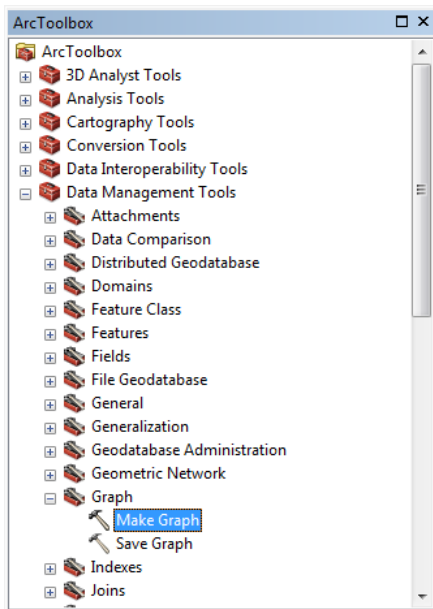 ArcToolbox
ArcToolbox
3D Analyst Tools
Analysis Tools
Cartography Tools
Conversion Tools
Data Interoperability Tools
Data Management Tools
Attachments
Data Comparison
Distributed Geodatabase
Domains
Feature Class
Features
Fields
File Geodatabase
General
Generalization
Geodatabase Administration
Geometric Network
Graph
Make Graph
Save Graph
Indexes
Joins